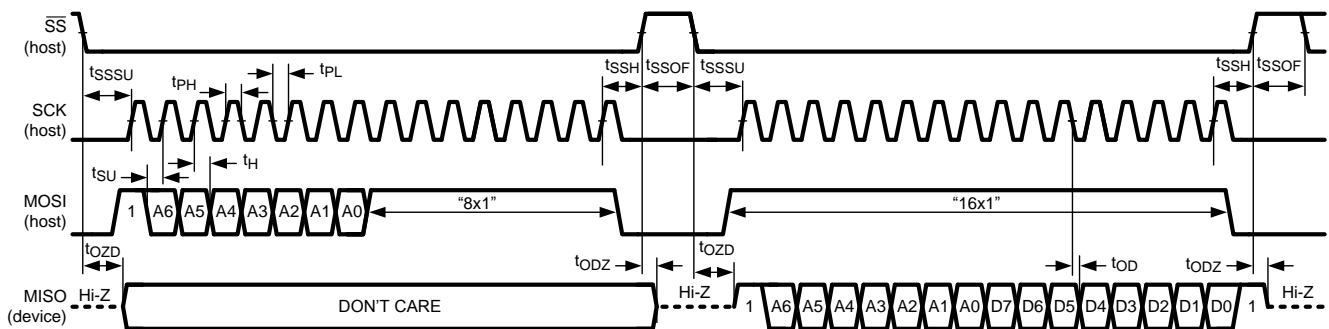 SS
(host)
tSSSU
tPH
tPL
tSSH
tSSOF
tSSSU
tSSH
tSSOF
SCK
(host)
tSU
tH
MOSI
(host)
1 A6 A5 A4 A3 A2 A1 A0 “8x1” “16x1”
tOZD
tODZ
tOZD
tOD
tODZ
MISO
(device)
Hi-Z DON’T CARE Hi-Z 1 A6 A5 A4 A3 A2 A1 A0 D7 D6 D5 D4 D3 D2 D1 D0 1 Hi-Z